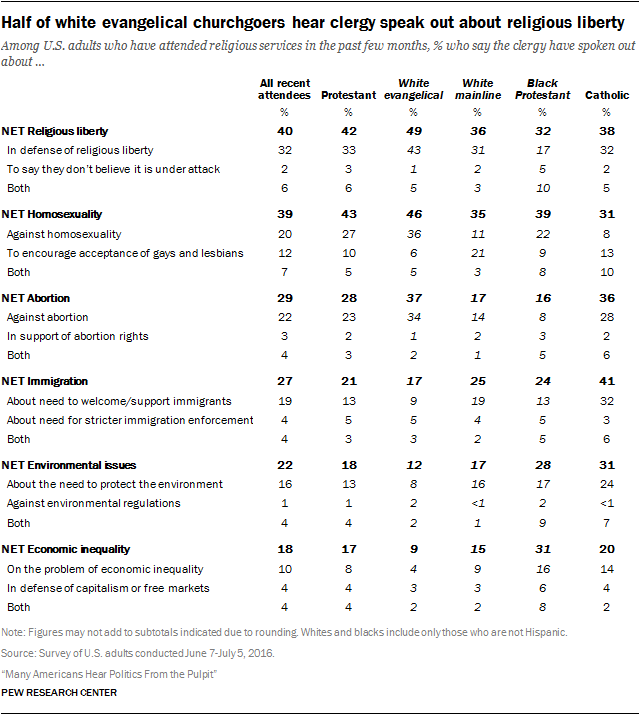 Half of white evangelical churchgoers hear clergy speak out about religious liberty
Among U.S. adults who have attended religious services in the past few months, % who say the clergy have spoken out
about ...
All recent attendees Protestant White evangelical White mainline Black Protestant Catholic
% % % % % %
NET Religious liberty 40 42 49 36 32 38
In defense of religious liberty 32 33 43 31 17 32
To say they don't believe it is under attack 2 3 1 2 5 2
Both 6 6 5 3 10 5
NET Homosexuality 39 43 46 35 39 31
Against homosexuality 20 27 36 11 22 8
To encourage acceptance of gays and lesbians 12 10 6 21 9 13
Both 7 5 5 3 8 10
NET Abortion 29 28 37 17 16 36
Against abortion 22 23 34 14 8 28
In support of abortion rights 3 2 1 2 3 2
Both 4 3 2 1 5 6
NET Immigration 27 21 17 25 24 41
About need to welcome/support immigrants 19 13 9 19 13 32
About need for stricter immigration enforcement 4 5 5 4 5 3
Both 4 3 3 2 5 6
NET Environmental issues 22 18 12 17 28 31
About the need to protect the environment 16 13 8 16 17 24
Against environmental regulations 1 1 2 <1 2 <1
Both 4 4 2 1 9 7
NET Economic inequality 18 17 9 15 31 20
On the problem of economic inequality 10 8 4 9 16 14
In defense of capitalism or free markets 4 4 3 3 6 4
Both 4 4 2 2 8 2
Note: Figures may not add to subtotals indicated due to rounding. Whites and blacks include only those who are not Hispanic.
Source: Survey of U.S. adults conducted June 7-July 5, 2016.
"Many Americans Hear Politics From the Pulpit"
PEW RESEARCH CENTER